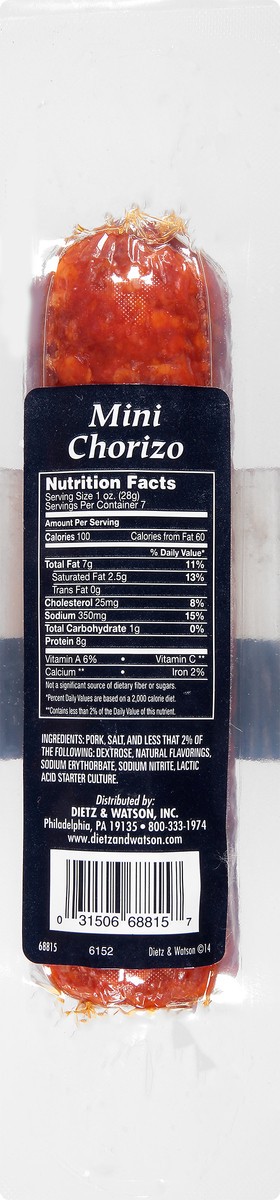 Mini
Chorizo
Nutrition Facts
Serving Size 1 oz. (28g)
Servings Per Container 7
Amount Per Serving
Calories 100 Calories from Fat 60
% Daily Value*
Total Fat 7g 11%
Saturated Fat 2.5g 13%
Trans Fat 0g
Cholesterol 25mg 8%
Sodium 350mg 15%
Total Carbohydrate 1g 0%
Protein 8g
Vitamin A 6% • Vitamin C **
Calcium ** • Iron 2%
Not a significant source of dietary fiber or sugars.
*Percent Daily Values are based on a 2,000 calorie diet.
**Contains less than 2% of the Daily Value of this nutrient.
INGREDIENTS: PORK, SALT, AND LESS THAT 2% OF
THE FOLLOWING: DEXTROSE, NATURAL FLAVORINGS,
SODIUM ERYTHORBATE, SODIUM NITRITE, LACTIC
ACID STARTER CULTURE.
Distributed by:
DIETZ & WATSON, INC.
Philadelphia, PA 19135 • 800-333-1974
www.dietzandwatson.com
0 31506 68815 7
68815 6152 Dietz & Watson ©14